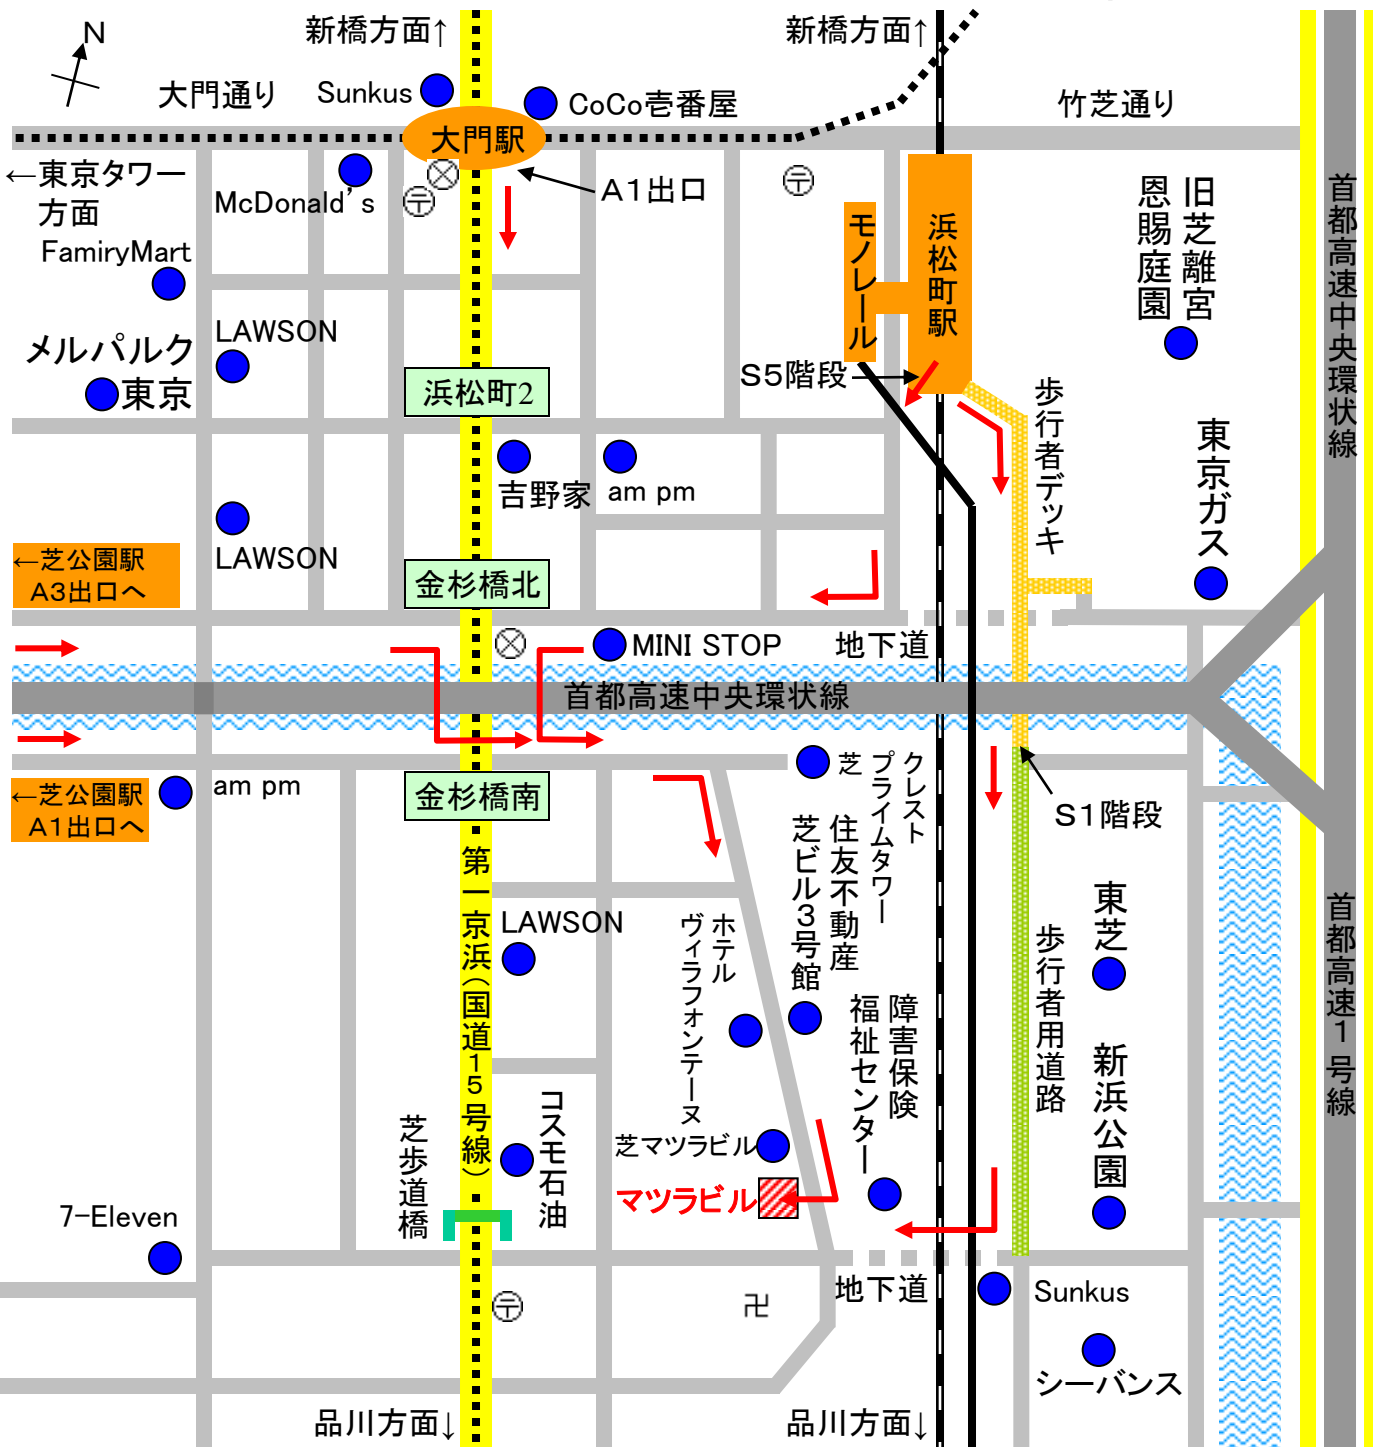 N
新橋方面↑
新橋方面↑
大門通り
Sunkus
CoCo壱番屋
竹芝通り
大門駅
←東京タワー
方面
McDonald's
A1出口
FamiryMart
モノレール
浜松町駅
旧芝離宮
恩賜庭園
首都高速中央環状線
LAWSON
メルパルク
東京
浜松町2
S5階段
歩行者デッキ
東京ガス
吉野家
am pm
LAWSON
←芝公園駅
A3出口へ
金杉橋北
MINI STOP
地下道
首都高速中央環状線
←芝公園駅
A1出口へ
am pm
金杉橋南
クレスト
プライムタワー
芝
S1階段
住友不動産
芝ビル3号館
第一京浜(国道15号線)
LAWSON
ホテル
ヴィラフォンテーヌ
障害保険
福祉センター
歩行者用道路
東芝
新浜公園
首都高速1号線
芝歩道橋
コスモ石油
芝マツラビル
マツラビル
7-Eleven
地下道
Sunkus
卍
シーバンス
品川方面↓
品川方面↓